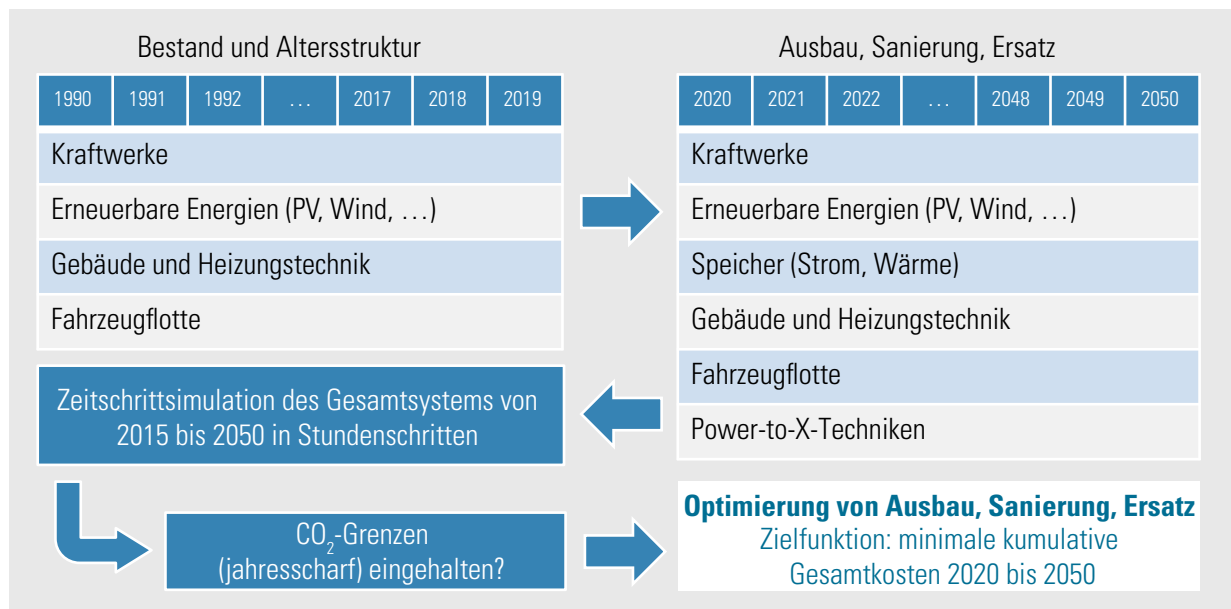 Bestand und Altersstruktur
1990 1991 1992 … 2017 2018 2019
Kraftwerke
Erneuerbare Energien (PV, Wind, …)
Gebäude und Heizungstechnik
Fahrzeugflotte
Ausbau, Sanierung, Ersatz
2020 2021 2022 … 2048 2049 2050
Kraftwerke
Erneuerbare Energien (PV, Wind, …)
Speicher (Strom, Wärme)
Gebäude und Heizungstechnik
Fahrzeugflotte
Power-to-X-Techniken
Zeitschrittsimulation des Gesamtsystems von
2015 bis 2050 in Stundenschritten
CO₂-Grenzen
(jahresscharf) eingehalten?
Optimierung von Ausbau, Sanierung, Ersatz
Zielfunktion: minimale kumulative
Gesamtkosten 2020 bis 2050